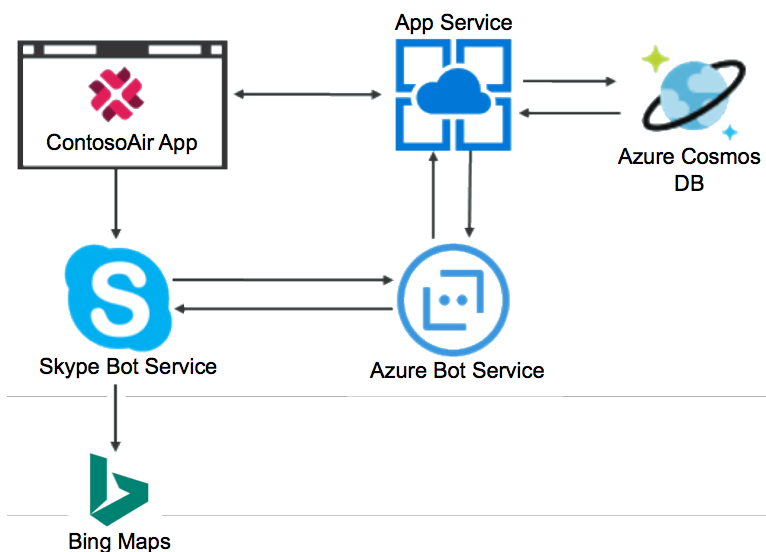 App Service
ContosoAir App
Azure Cosmos
DB
Skype Bot Service
Azure Bot Service
Bing Maps